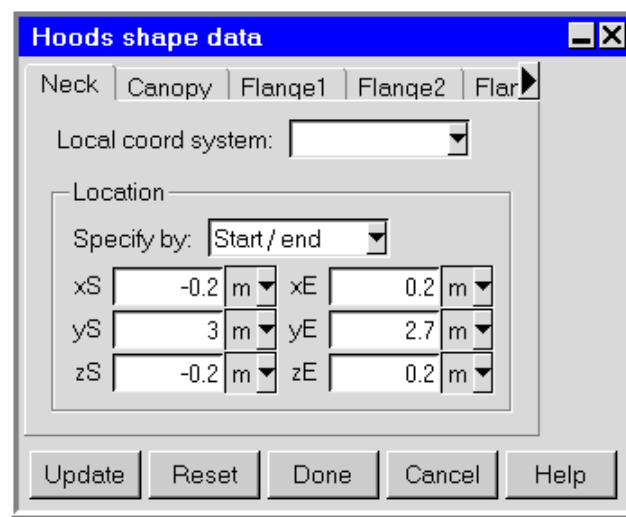 Hoods shape data
Neck Canopy Flange1 Flange2 Flar
Local coord system:
Location
Specify by: Start / end
xS -0.2 m xE 0.2 m
yS 3 m yE 2.7 m
zS -0.2 m zE 0.2 m
Update Reset Done Cancel Help